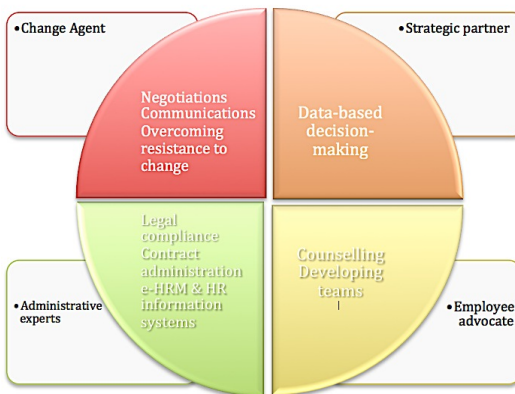 •Change Agent
•Strategic partner
Negotiations
Communications
Overcoming
resistance to
change
Data-based
decision-
making
Legal
compliance
Contract
administration
e-HRM & HR
information
systems
Counselling
Developing
teams
•Administrative
experts
•Employee
advocate